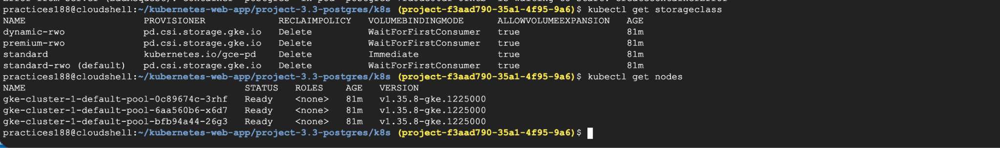 practices188@cloudshell:~/kubernetes-web-app/project-3.3-postgres/k8s (project-f3aad790-35a1-4f95-9a6)$ kubectl get storageclass
NAME                     PROVISIONER             RECLAIMPOLICY   VOLUMEBINDINGMODE      ALLOWVOLUMEEXPANSION   AGE
dynamic-rwo              pd.csi.storage.gke.io   Delete          WaitForFirstConsumer   true                   81m
premium-rwo              pd.csi.storage.gke.io   Delete          WaitForFirstConsumer   true                   81m
standard                 kubernetes.io/gce-pd    Delete          Immediate              true                   81m
standard-rwo (default)   pd.csi.storage.gke.io   Delete          WaitForFirstConsumer   true                   81m
practices188@cloudshell:~/kubernetes-web-app/project-3.3-postgres/k8s (project-f3aad790-35a1-4f95-9a6)$ kubectl get nodes
NAME                                       STATUS   ROLES    AGE   VERSION
gke-cluster-1-default-pool-0c89674c-3rhf   Ready    <none>   81m   v1.35.8-gke.1225000
gke-cluster-1-default-pool-6aa560b6-x6d7   Ready    <none>   81m   v1.35.8-gke.1225000
gke-cluster-1-default-pool-bfb94a44-26g3   Ready    <none>   81m   v1.35.8-gke.1225000
practices188@cloudshell:~/kubernetes-web-app/project-3.3-postgres/k8s (project-f3aad790-35a1-4f95-9a6)$